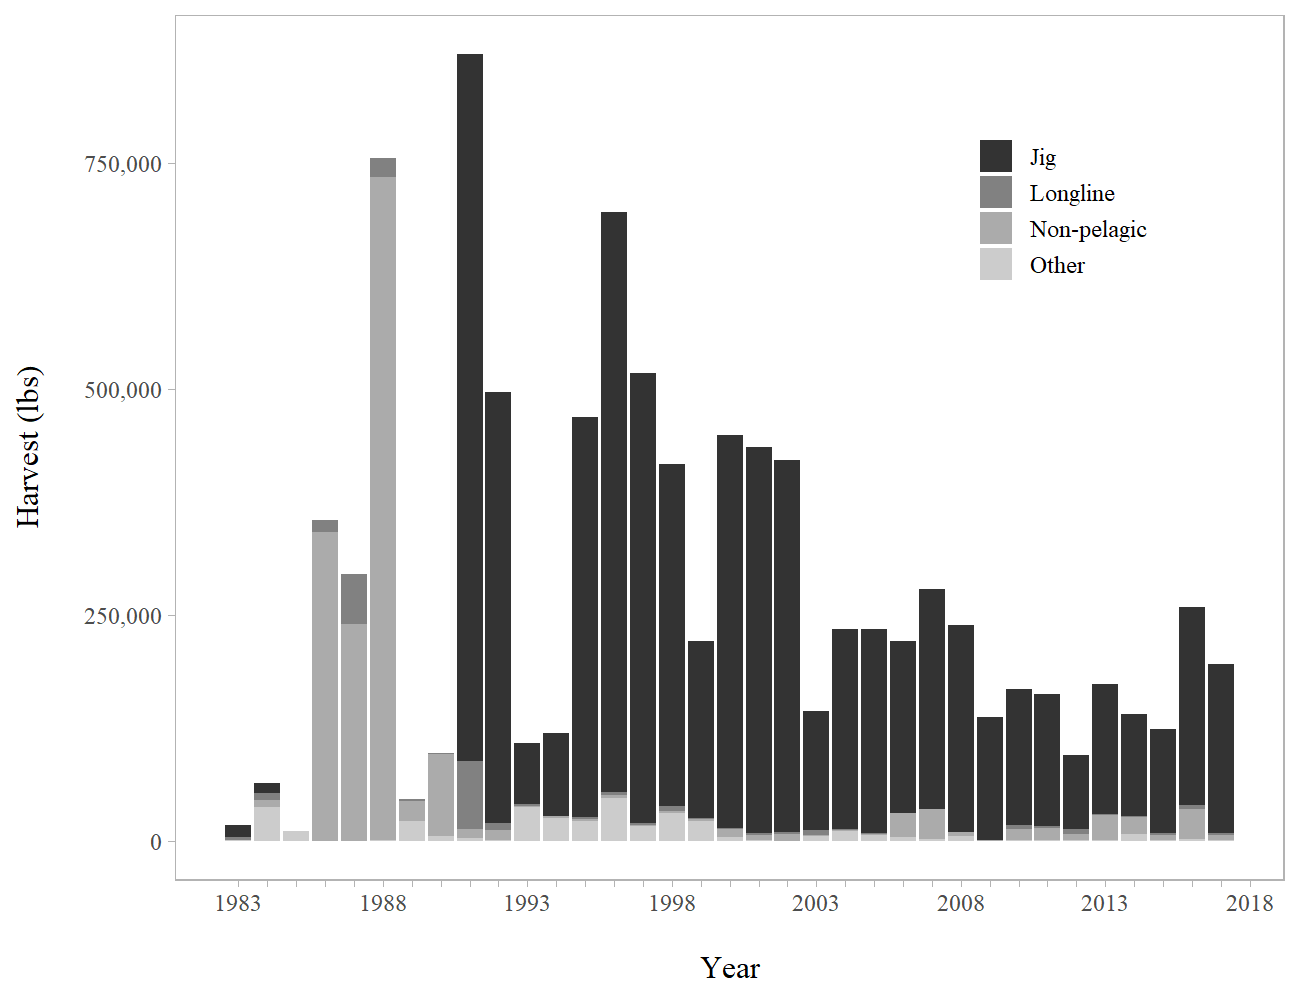 750,000
500,000
250,000
0
Harvest (lbs)
Jig
Longline
Non-pelagic
Other
1983 1988 1993 1998 2003 2008 2013 2018
Year